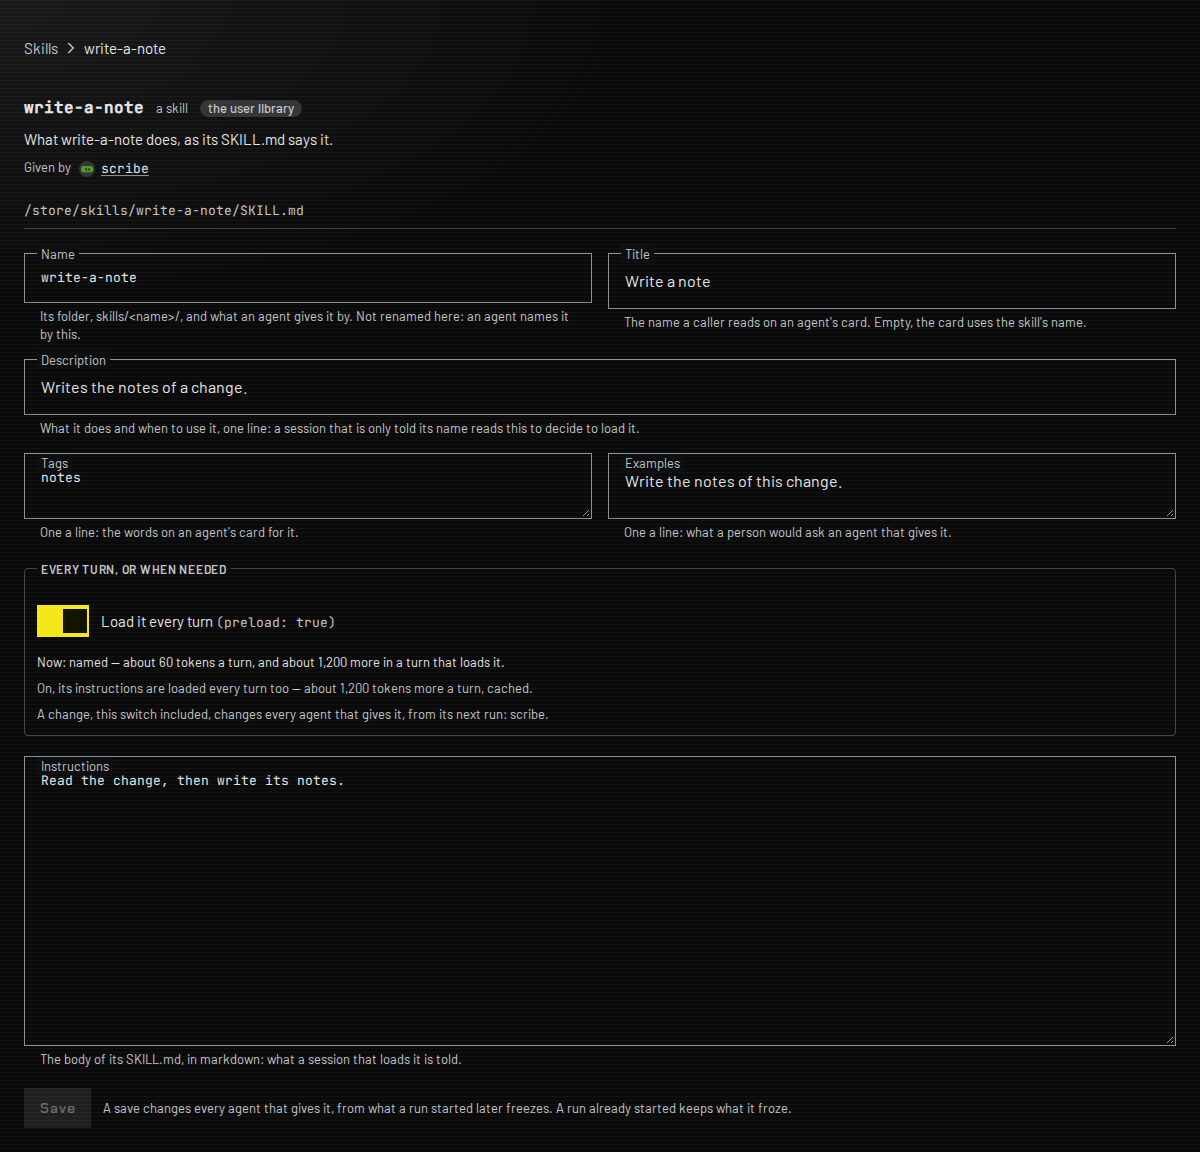 Skills > write-a-note
write-a-note a skill the user library
What write-a-note does, as its SKILL.md says it.
Given by scribe
/store/skills/write-a-note/SKILL.md
Name
write-a-note
Its folder, skills/<name>/, and what an agent gives it by. Not renamed here: an agent names it
by this.
Title
Write a note
The name a caller reads on an agent's card. Empty, the card uses the skill's name.
Description
Writes the notes of a change.
What it does and when to use it, one line: a session that is only told its name reads this to decide to load it.
Tags
notes
One a line: the words on an agent's card for it.
Examples
Write the notes of this change.
One a line: what a person would ask an agent that gives it.
EVERY TURN, OR WHEN NEEDED
Load it every turn (preload: true)
Now: named — about 60 tokens a turn, and about 1,200 more in a turn that loads it.
On, its instructions are loaded every turn too — about 1,200 tokens more a turn, cached.
A change, this switch included, changes every agent that gives it, from its next run: scribe.
Instructions
Read the change, then write its notes.
The body of its SKILL.md, in markdown: what a session that loads it is told.
Save
A save changes every agent that gives it, from what a run started later freezes. A run already started keeps what it froze.